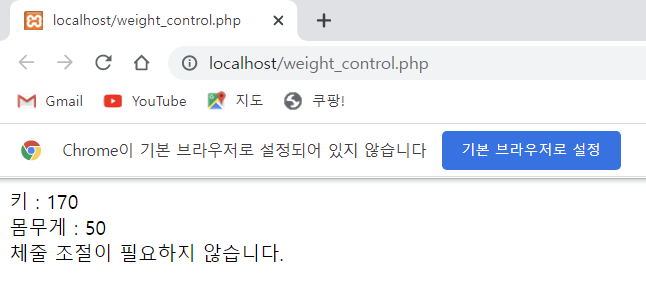 localhost/weight_control.php
localhost/weight_control.php
Gmail YouTube 지도 쿠팡!
Chrome이 기본 브라우저로 설정되어 있지 않습니다 기본 브라우저로 설정
키 : 170
몸무게 : 50
체줄 조절이 필요하지 않습니다.